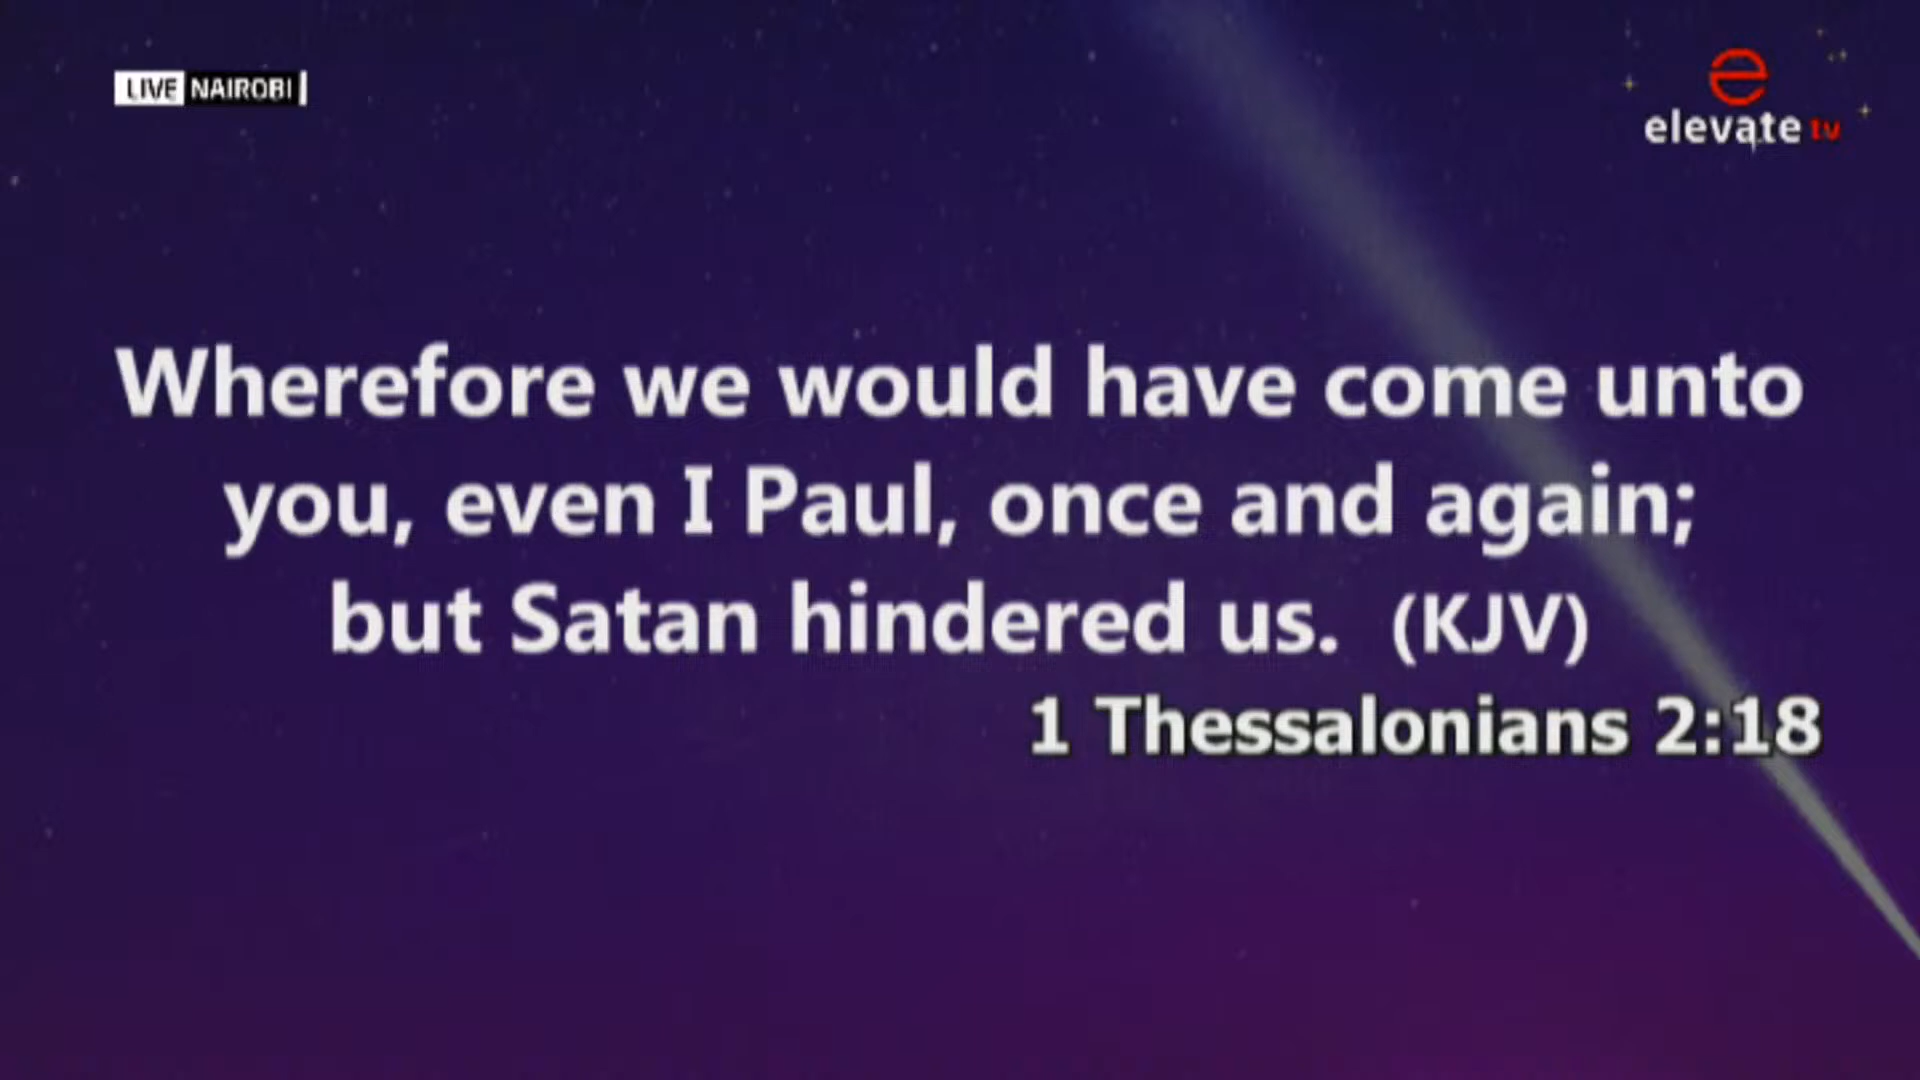 LIVE NAIROBI
e
elevate tv
Wherefore we would have come unto
you, even I Paul, once and again;
but Satan hindered us. (KJV)
1 Thessalonians 2:18